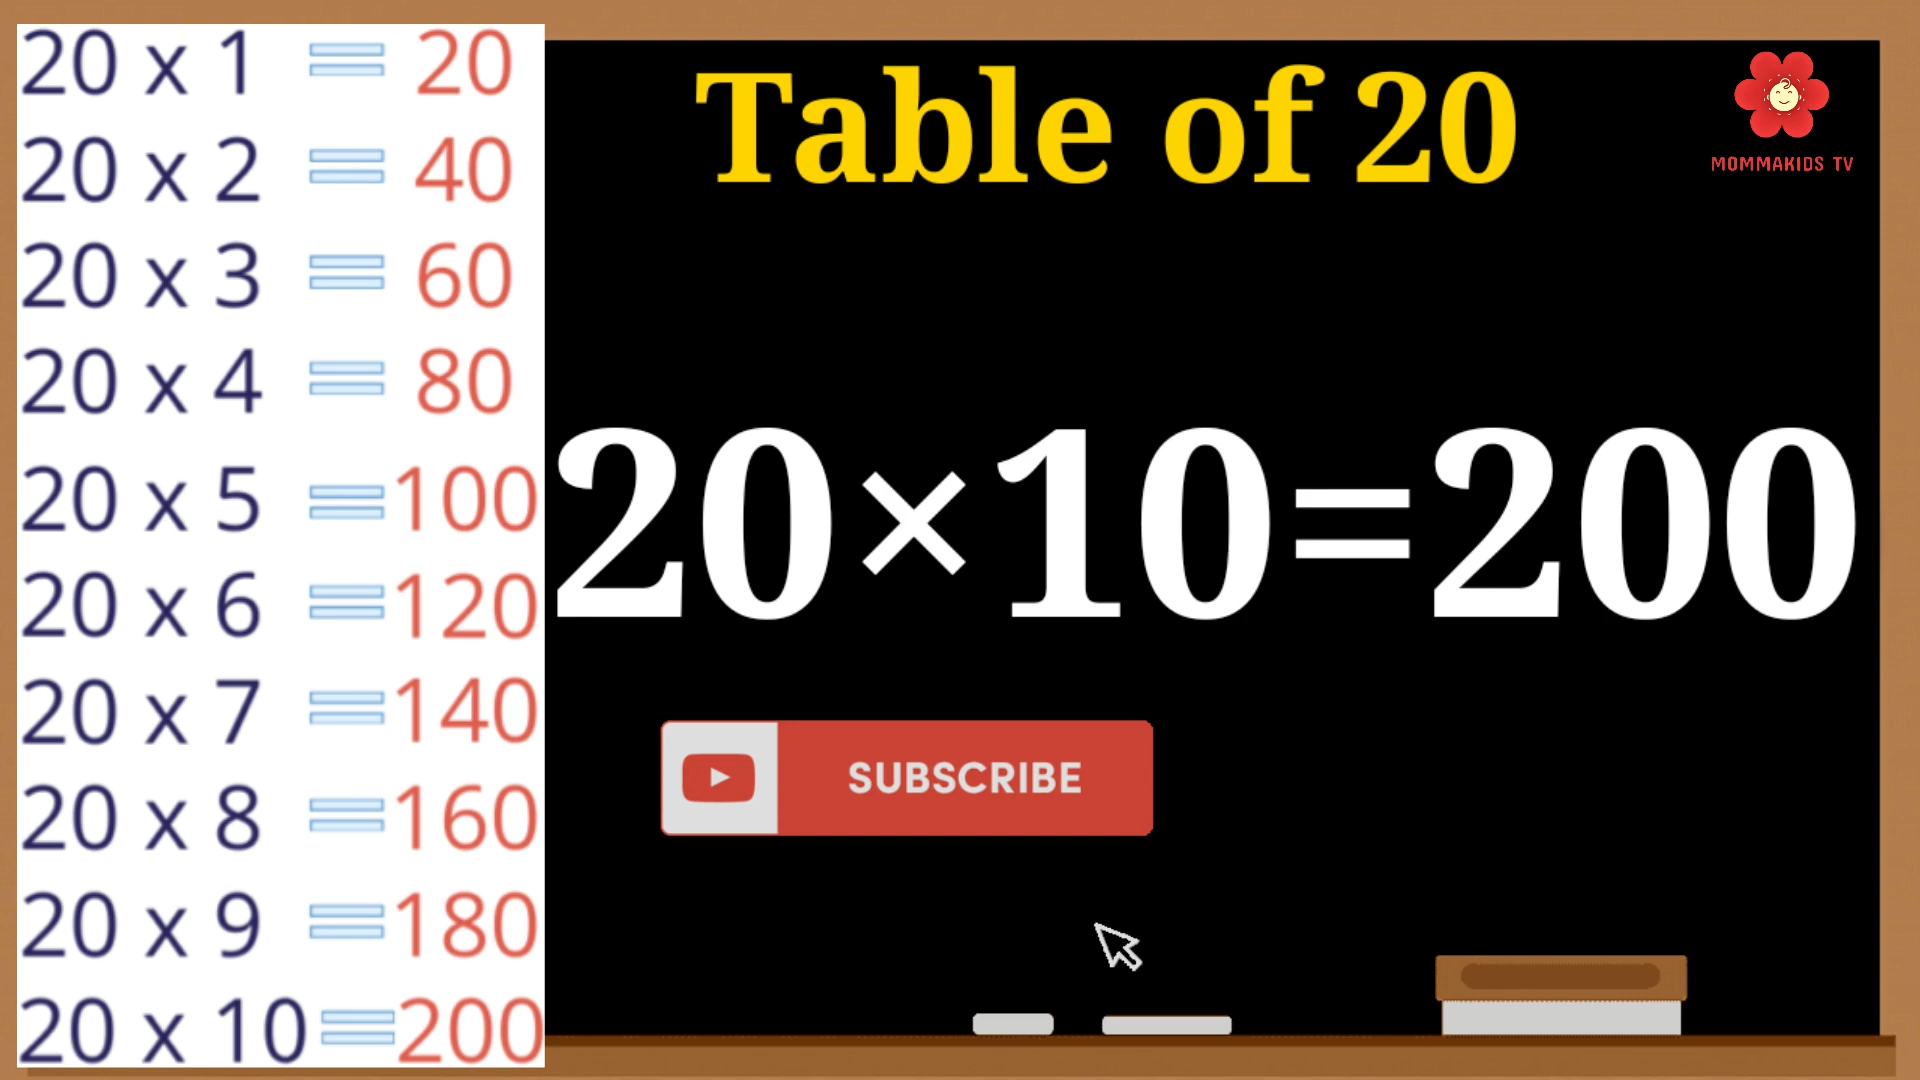 20 x 1 = 20
20 x 2 = 40
20 x 3 = 60
20 x 4 = 80
20 x 5 =100
20 x 6 =120
20 x 7 =140
20 x 8 =160
20 x 9 =180
20 x 10=200
Table of 20
MOMMAKIDS TV
20×10=200
SUBSCRIBE